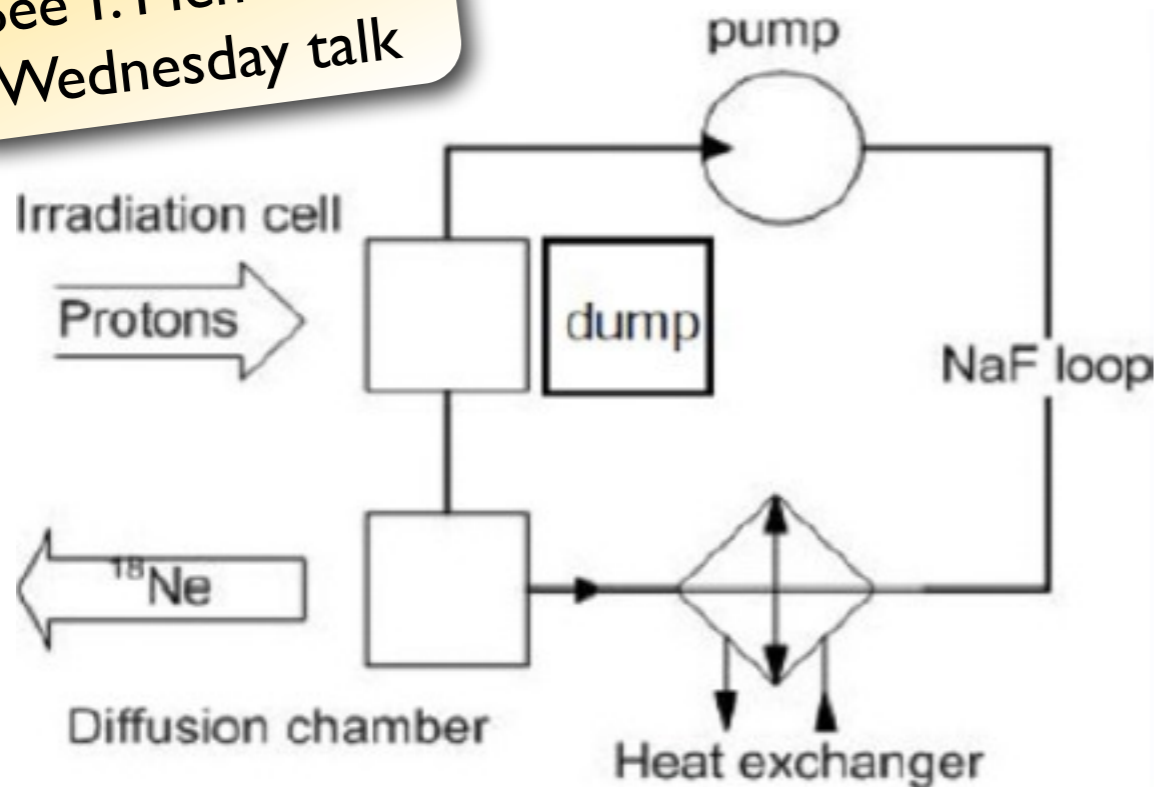 Wednesday talk
pump
Irradiation cell
Protons
dump
NaF loop
¹⁸Ne
Diffusion chamber
Heat exchanger